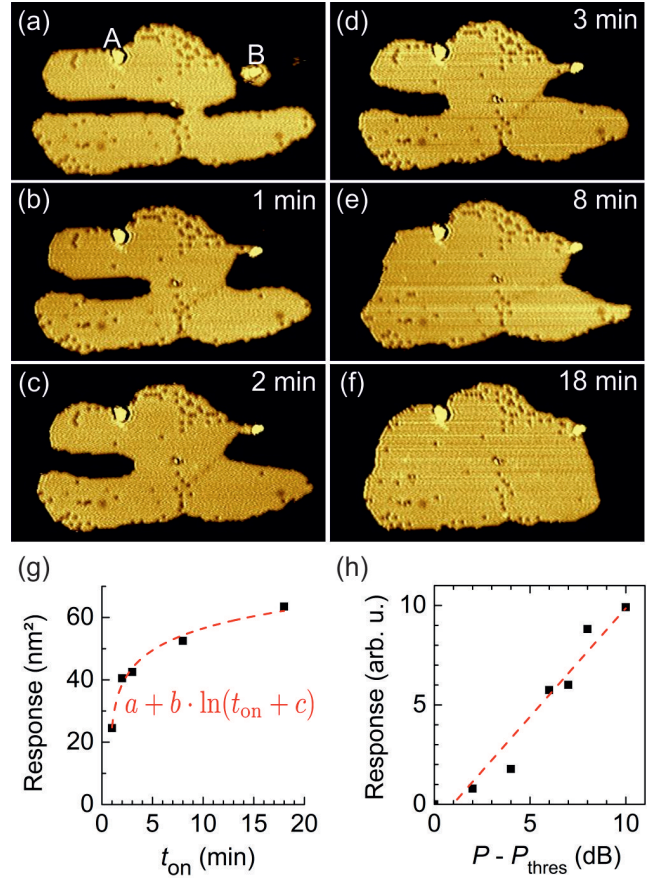 (a)
A
B
(d)
3 min
(b)
1 min
(e)
8 min
(c)
2 min
(f)
18 min
(g)
Response (nm²)
60
40
20
0
a + b · ln(t_on + c)
0
5
10
15
20
t_on (min)
(h)
Response (arb. u.)
10
5
0
0
5
10
P - P_thres (dB)